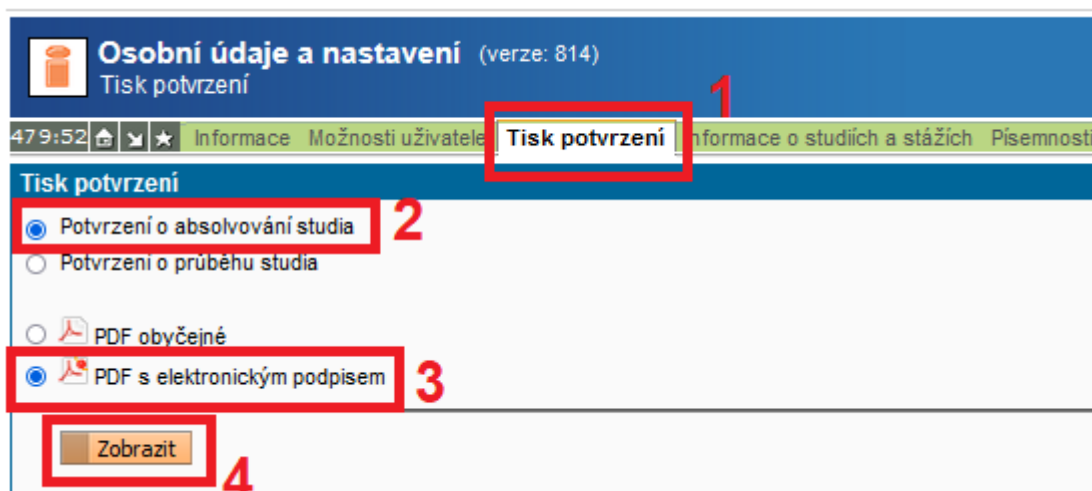 Osobní údaje a nastavení (verze: 814)
Tisk potvrzení
1
479:52 Informace Možnosti uživatele Tisk potvrzení nformace o studiích a stážích Písemnosti
Tisk potvrzení
Potvrzení o absolvování studia 2
Potvrzení o průběhu studia
PDF obyčejné
PDF s elektronickým podpisem 3
Zobrazit
4